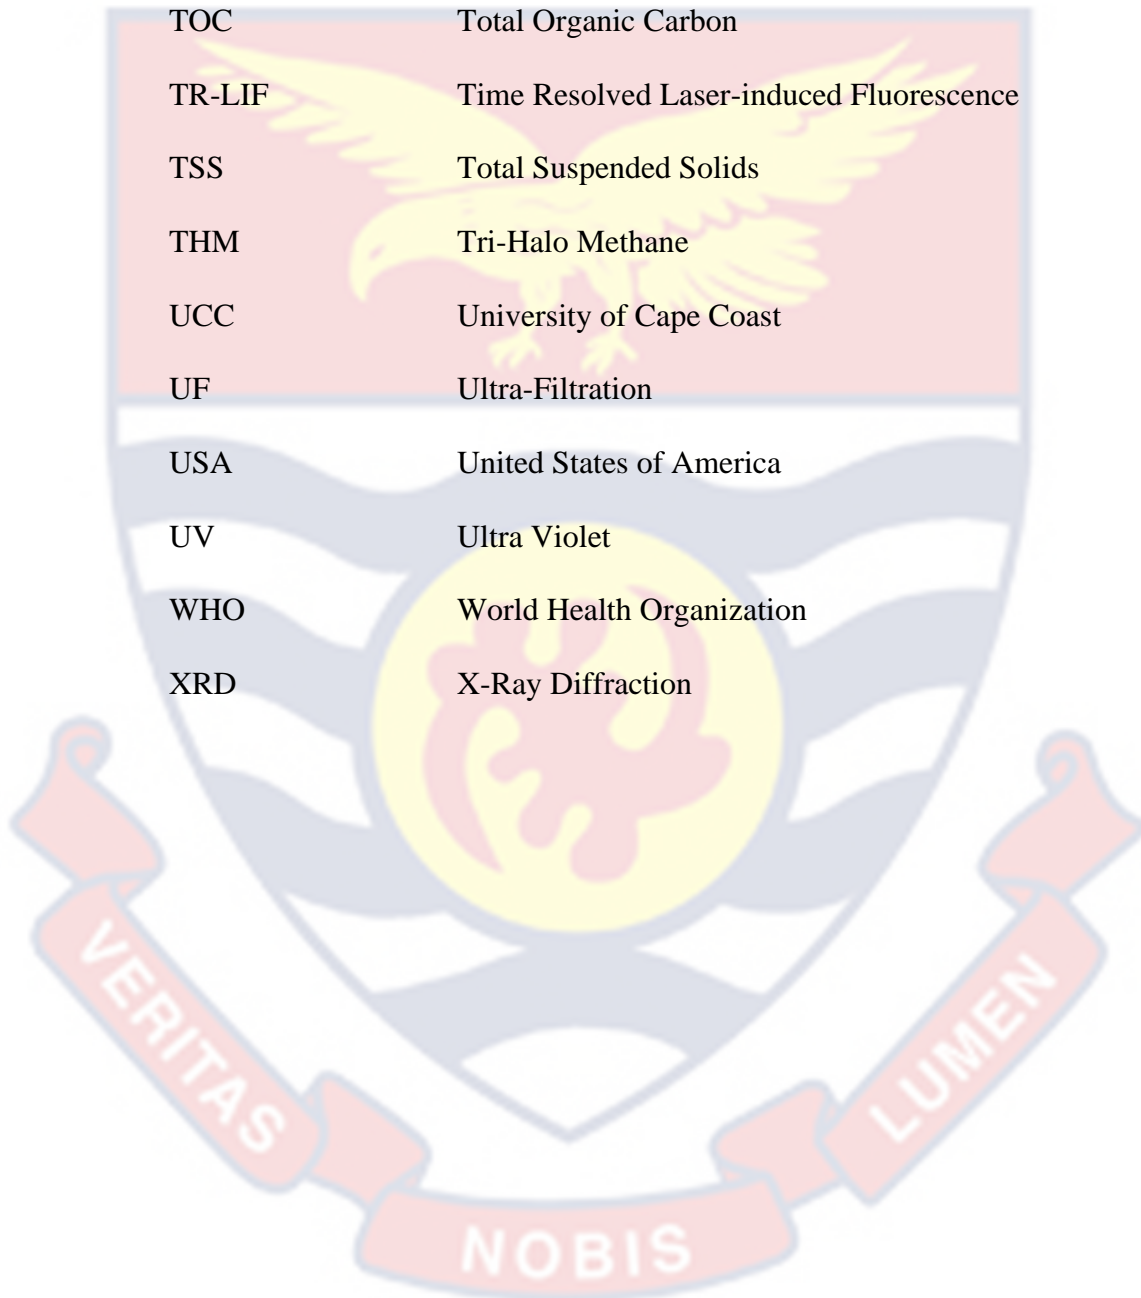 TOC Total Organic Carbon
TR-LIF Time Resolved Laser-induced Fluorescence
TSS Total Suspended Solids
THM Tri-Halo Methane
UCC University of Cape Coast
UF Ultra-Filtration
USA United States of America
UV Ultra Violet
WHO World Health Organization
XRD X-Ray Diffraction
VERITAS
NOBIS
LUMEN